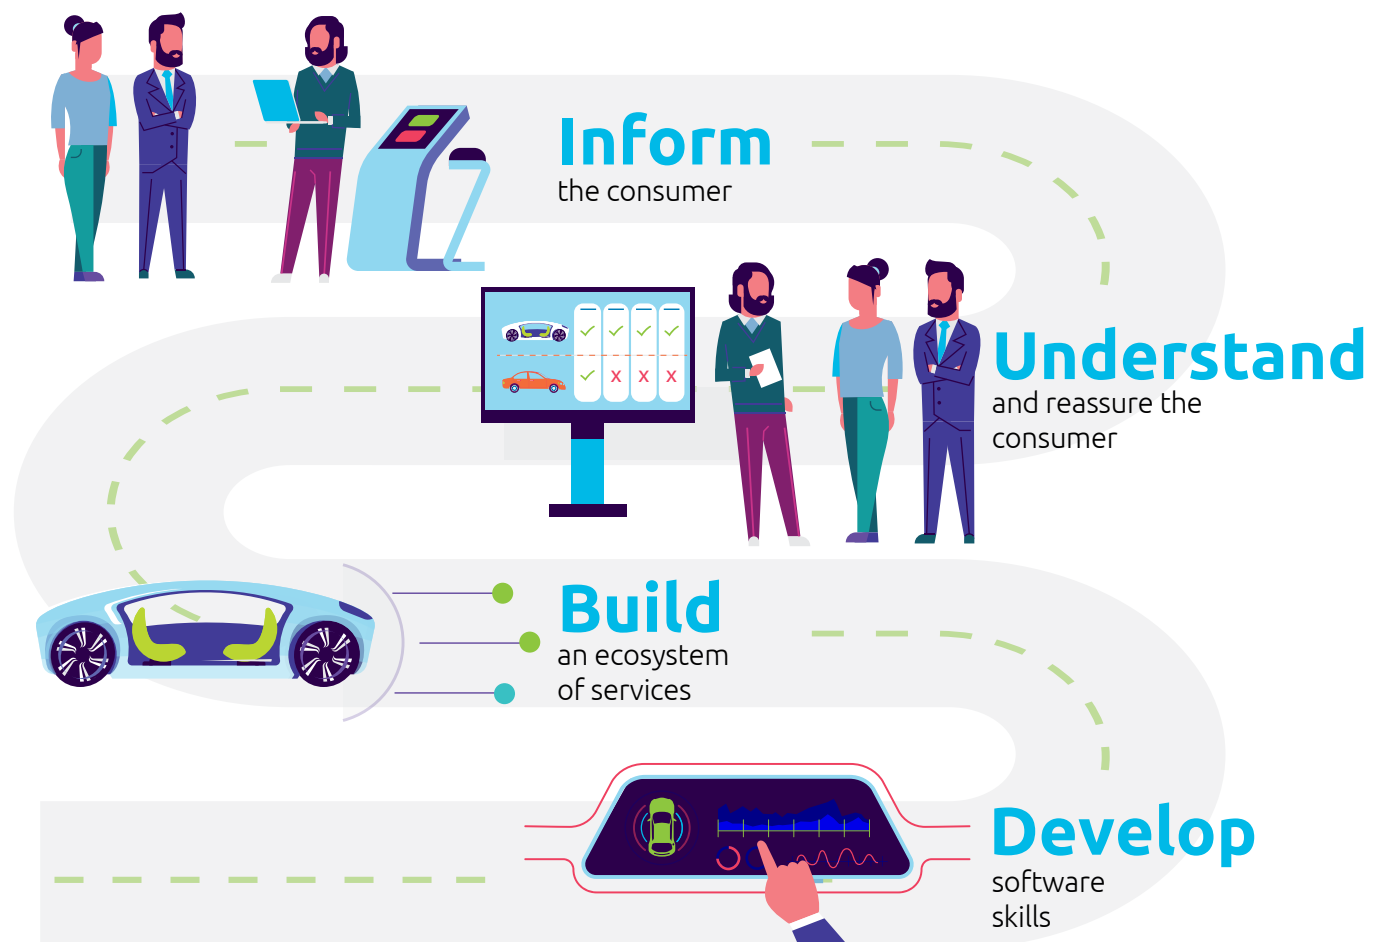 Inform
the consumer
Understand
and reassure the
consumer
Build
an ecosystem
of services
Develop
software
skills